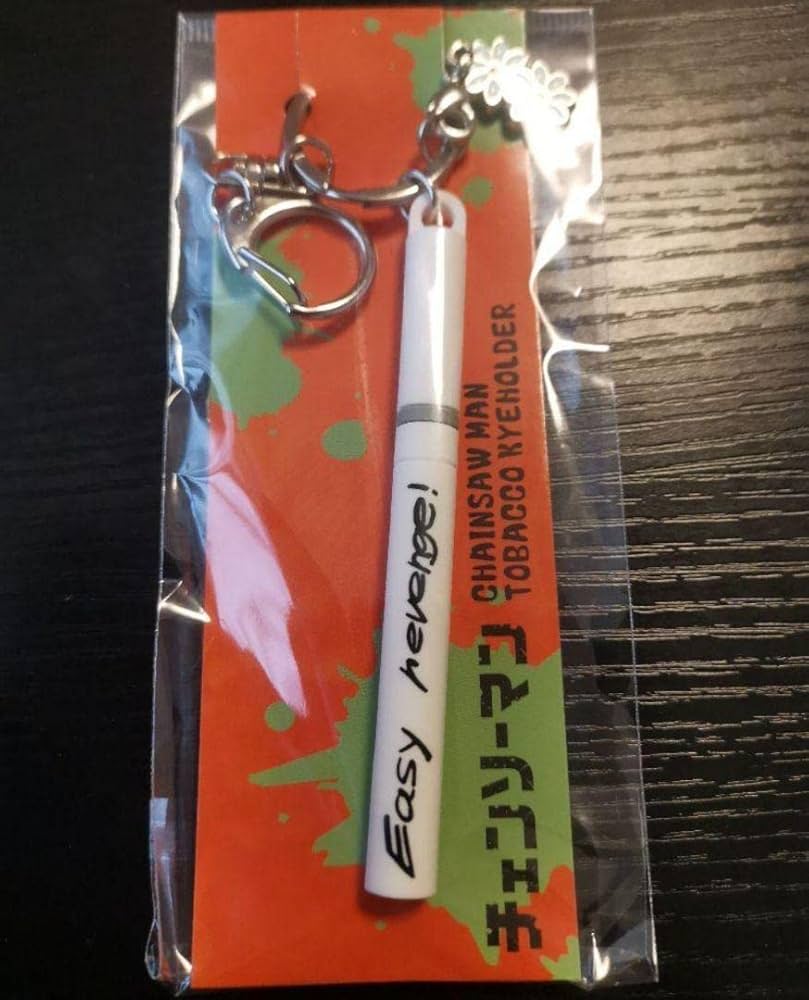 Easy revenge!
チェンソーマン
CHAINSAW MAN
TOBACCO KYEHOLDER